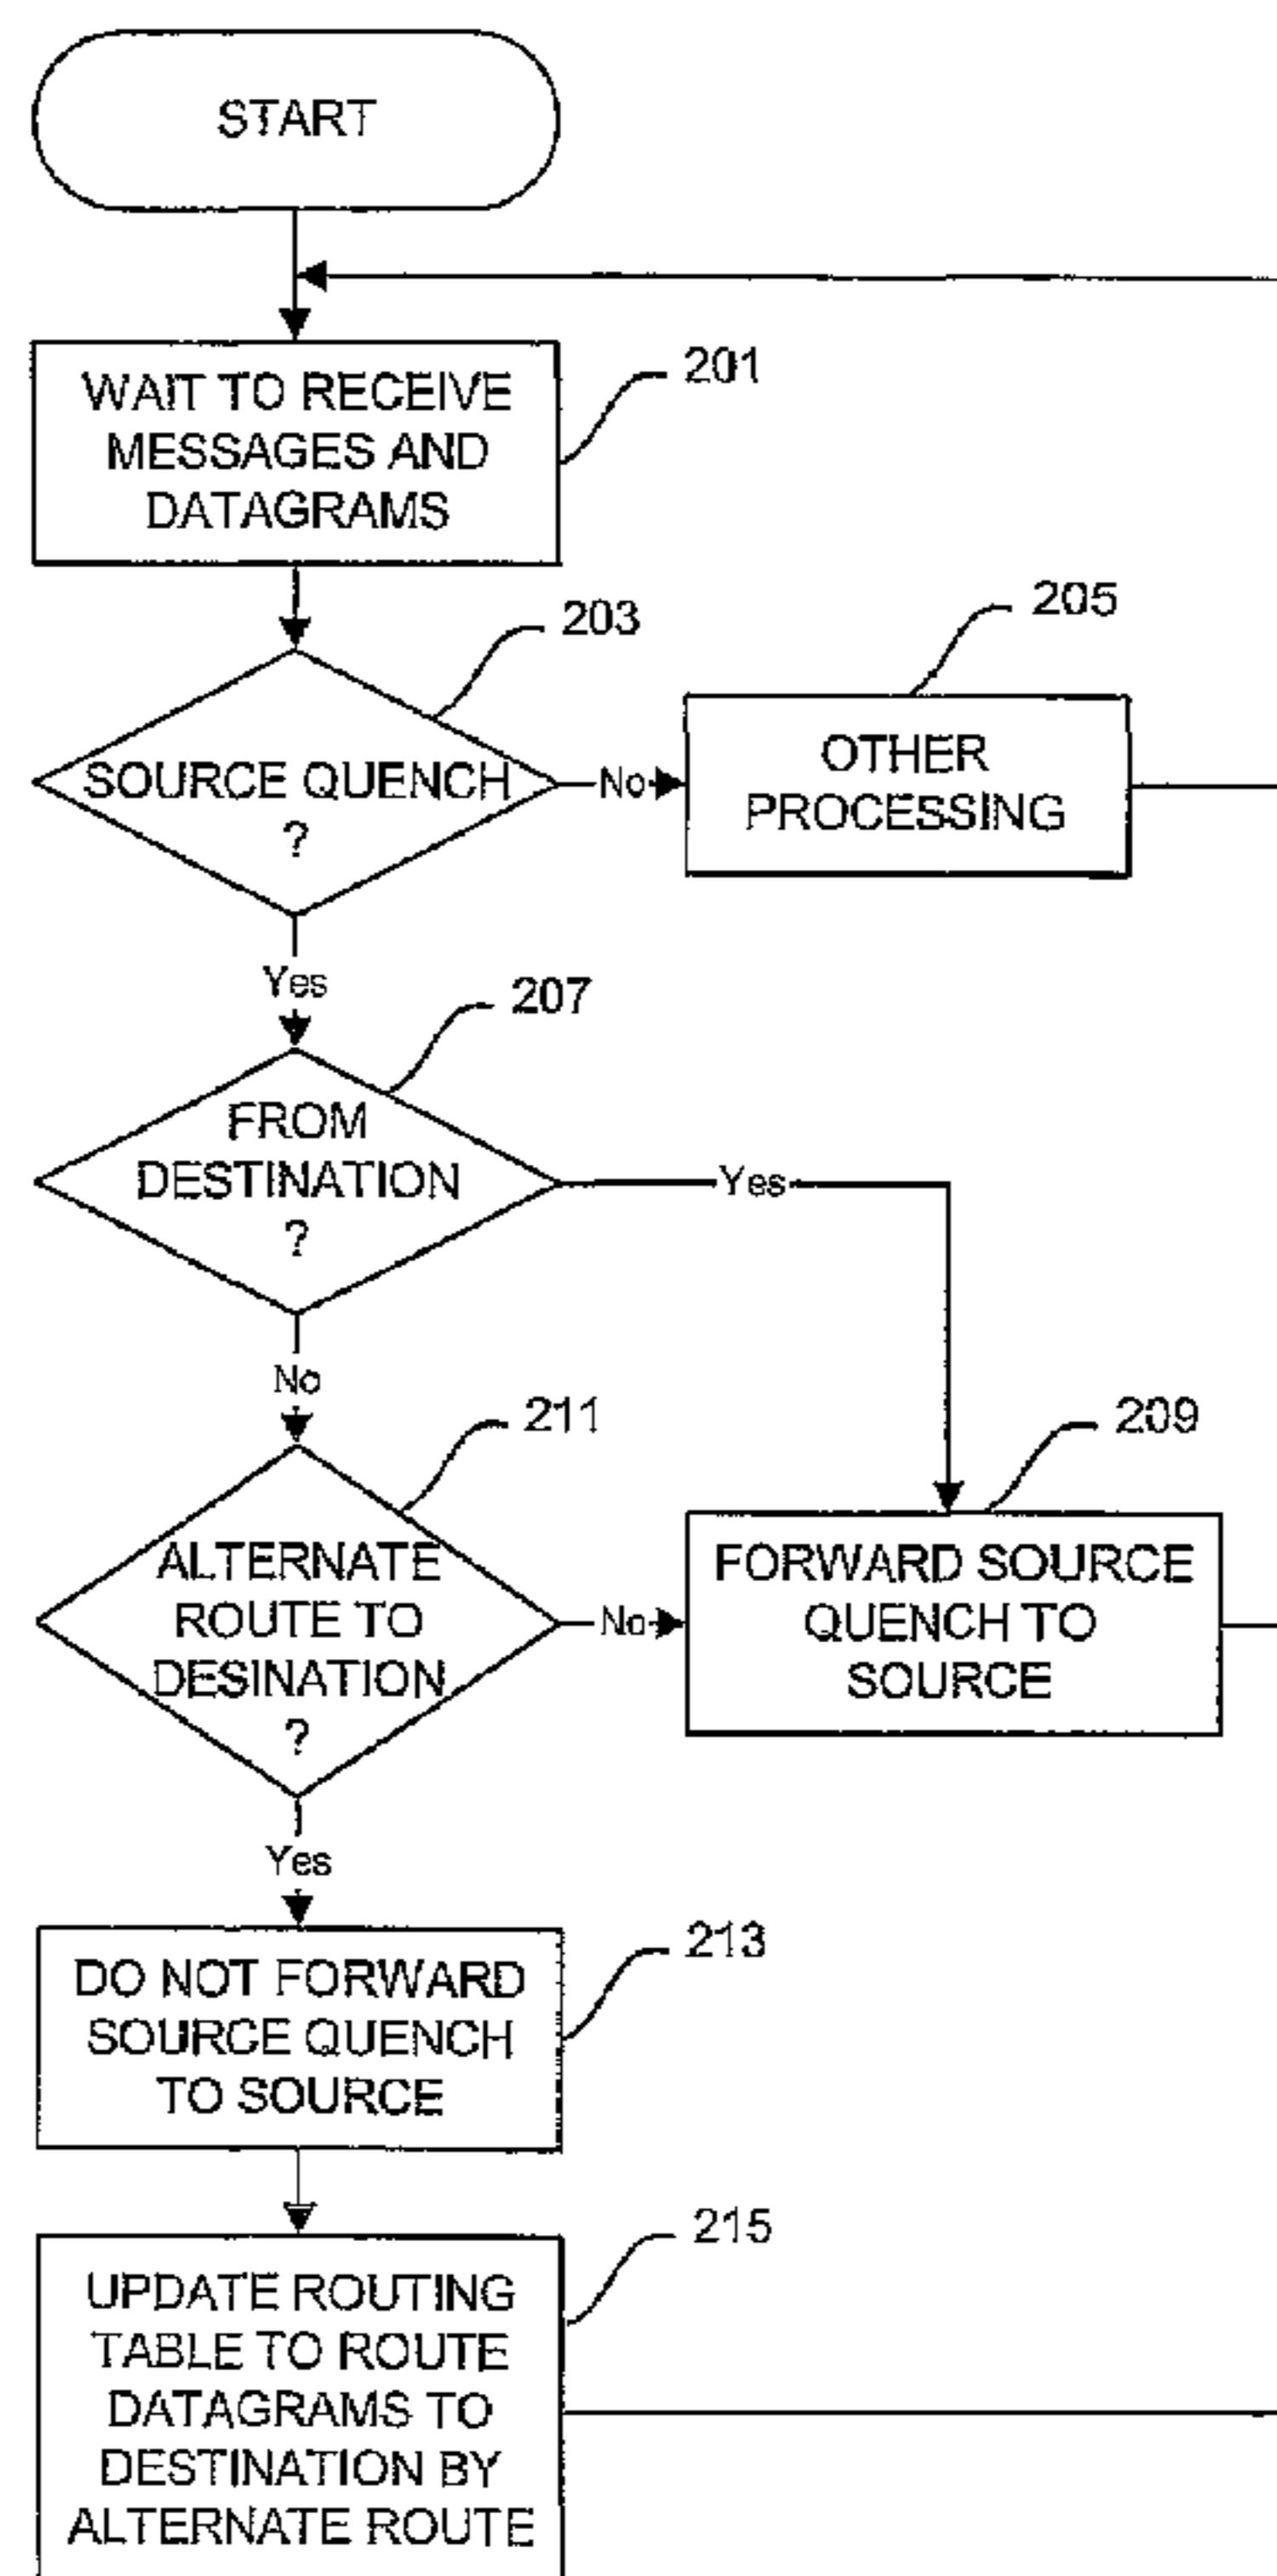 START
WAIT TO RECEIVE
MESSAGES AND
DATAGRAMS
201
SOURCE QUENCH
?
203
No
OTHER
PROCESSING
205
Yes
FROM
DESTINATION
?
207
Yes
No
ALTERNATE
ROUTE TO
DESINATION
?
211
No
FORWARD SOURCE
QUENCH TO
SOURCE
209
Yes
DO NOT FORWARD
SOURCE QUENCH
TO SOURCE
213
UPDATE ROUTING
TABLE TO ROUTE
DATAGRAMS TO
DESTINATION BY
ALTERNATE ROUTE
215